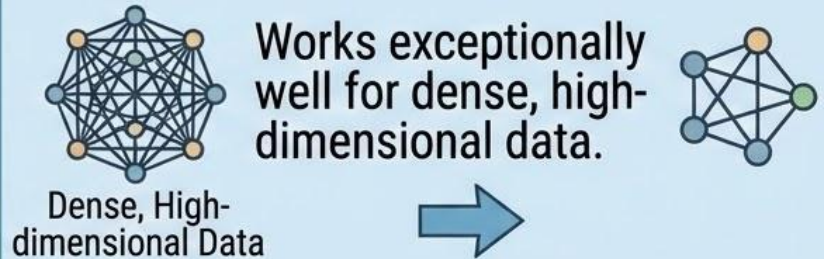 Works exceptionally
well for dense, high-
dimensional data.
Dense, High-
dimensional Data